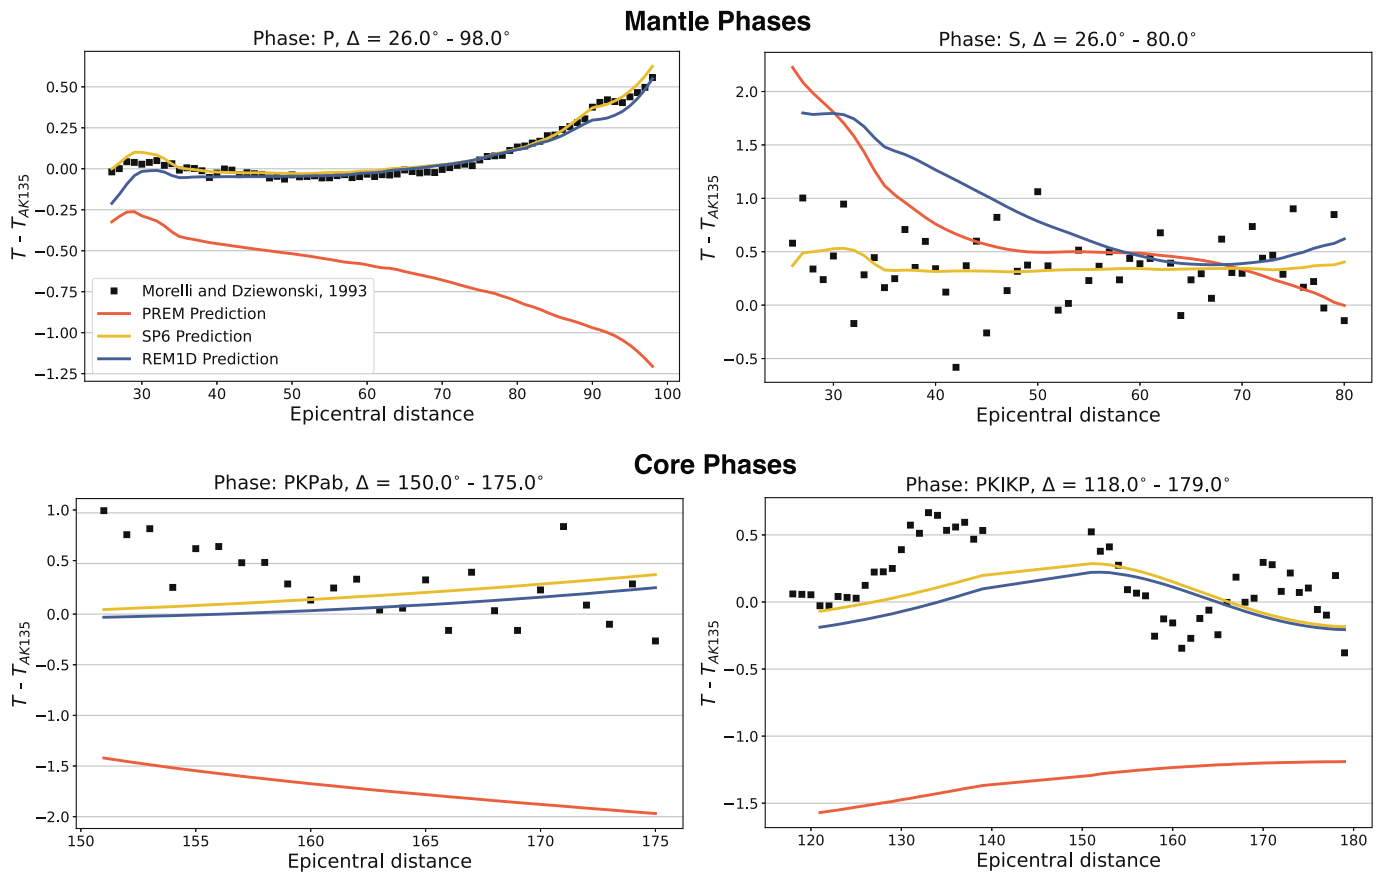 Mantle Phases
Phase: P, Δ = 26.0° - 98.0°
T - T_AK135
0.50
0.25
0.00
−0.25
−0.50
−0.75
−1.00
−1.25
Morelli and Dziewonski, 1993
PREM Prediction
SP6 Prediction
REM1D Prediction
30 40 50 60 70 80 90 100
Epicentral distance
Phase: S, Δ = 26.0° - 80.0°
T - T_AK135
2.0
1.5
1.0
0.5
0.0
−0.5
30 40 50 60 70 80
Epicentral distance
Core Phases
Phase: PKPab, Δ = 150.0° - 175.0°
T - T_AK135
1.0
0.5
0.0
−0.5
−1.0
−1.5
−2.0
150 155 160 165 170 175
Epicentral distance
Phase: PKIKP, Δ = 118.0° - 179.0°
T - T_AK135
0.5
0.0
−0.5
−1.0
−1.5
120 130 140 150 160 170 180
Epicentral distance